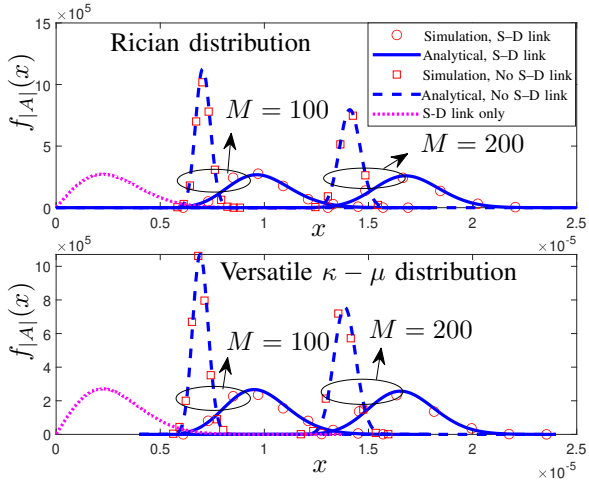 ×10^5
15
10
5
0
f_{|A|}(x)
Rician distribution
Simulation, S–D link
Analytical, S–D link
Simulation, No S–D link
Analytical, No S–D link
S-D link only
M = 100
M = 200
0 0.5 1 1.5 2 2.5
x
×10^-5
×10^5
10
8
6
4
2
0
f_{|A|}(x)
Versatile κ − μ distribution
M = 100
M = 200
0 0.5 1 1.5 2 2.5
x
×10^-5